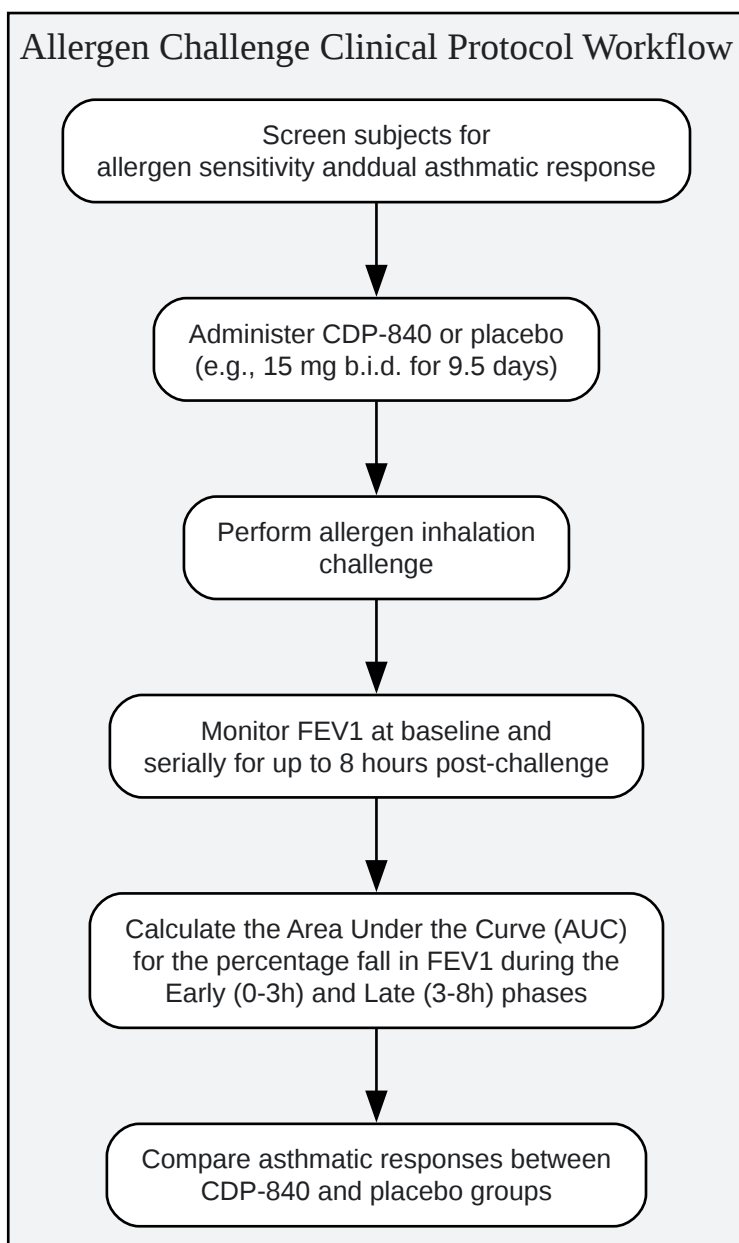 Allergen Challenge Clinical Protocol Workflow
Screen subjects for
allergen sensitivity anddual asthmatic response
Administer CDP-840 or placebo
(e.g., 15 mg b.i.d. for 9.5 days)
Perform allergen inhalation
challenge
Monitor FEV1 at baseline and
serially for up to 8 hours post-challenge
Calculate the Area Under the Curve (AUC)
for the percentage fall in FEV1 during the
Early (0-3h) and Late (3-8h) phases
Compare asthmatic responses between
CDP-840 and placebo groups